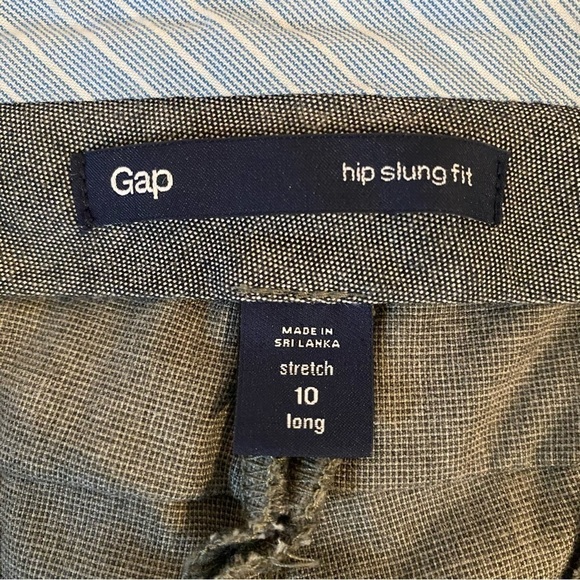 Gap hip slung fit
MADE IN
SRI LANKA
stretch
10
long